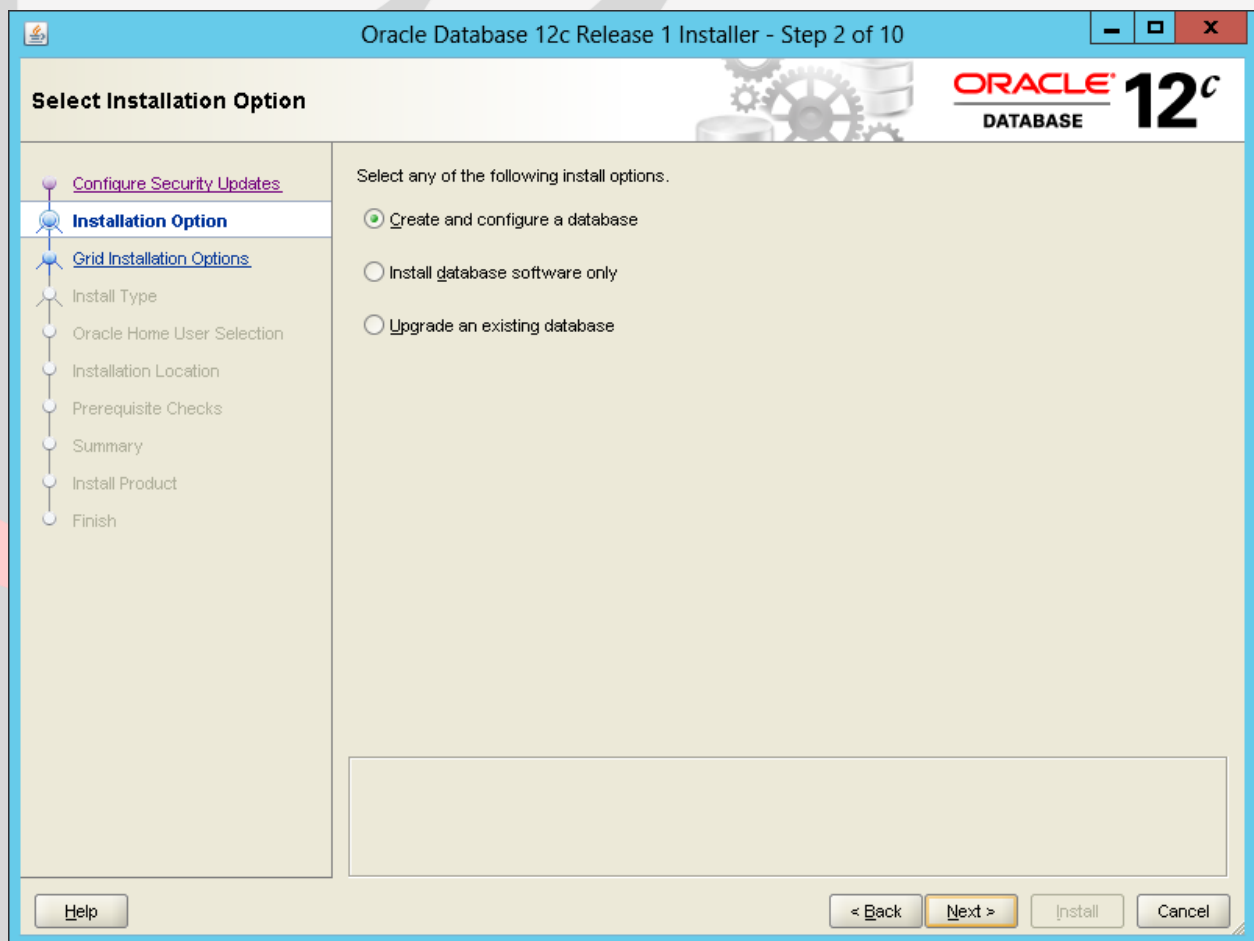 Oracle Database 12c Release 1 Installer - Step 2 of 10
Select Installation Option
ORACLE®
DATABASE
12c
Configure Security Updates
Installation Option
Grid Installation Options
Install Type
Oracle Home User Selection
Installation Location
Prerequisite Checks
Summary
Install Product
Finish
Select any of the following install options.
Create and configure a database
Install database software only
Upgrade an existing database
Help
< Back
Next >
Install
Cancel